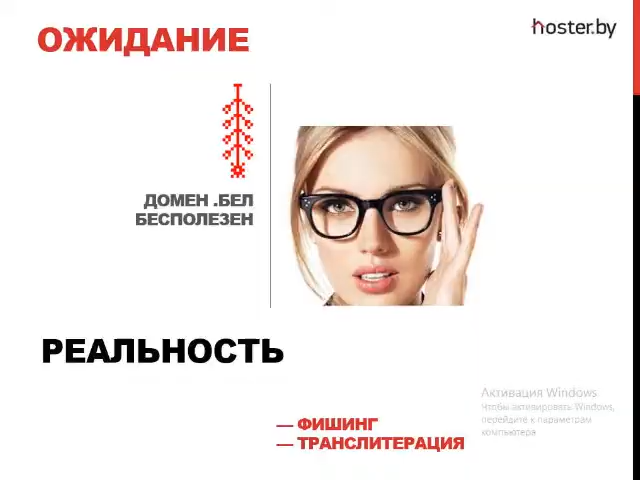 ОЖИДАНИЕ
hoster.by
ДОМЕН .БЕЛ
БЕСПОЛЕЗЕН
РЕАЛЬНОСТЬ
Активация Windows
Чтобы активировать Windows,
перейдите к параметрам
компьютера
— ФИШИНГ
— ТРАНСЛИТЕРАЦИЯ